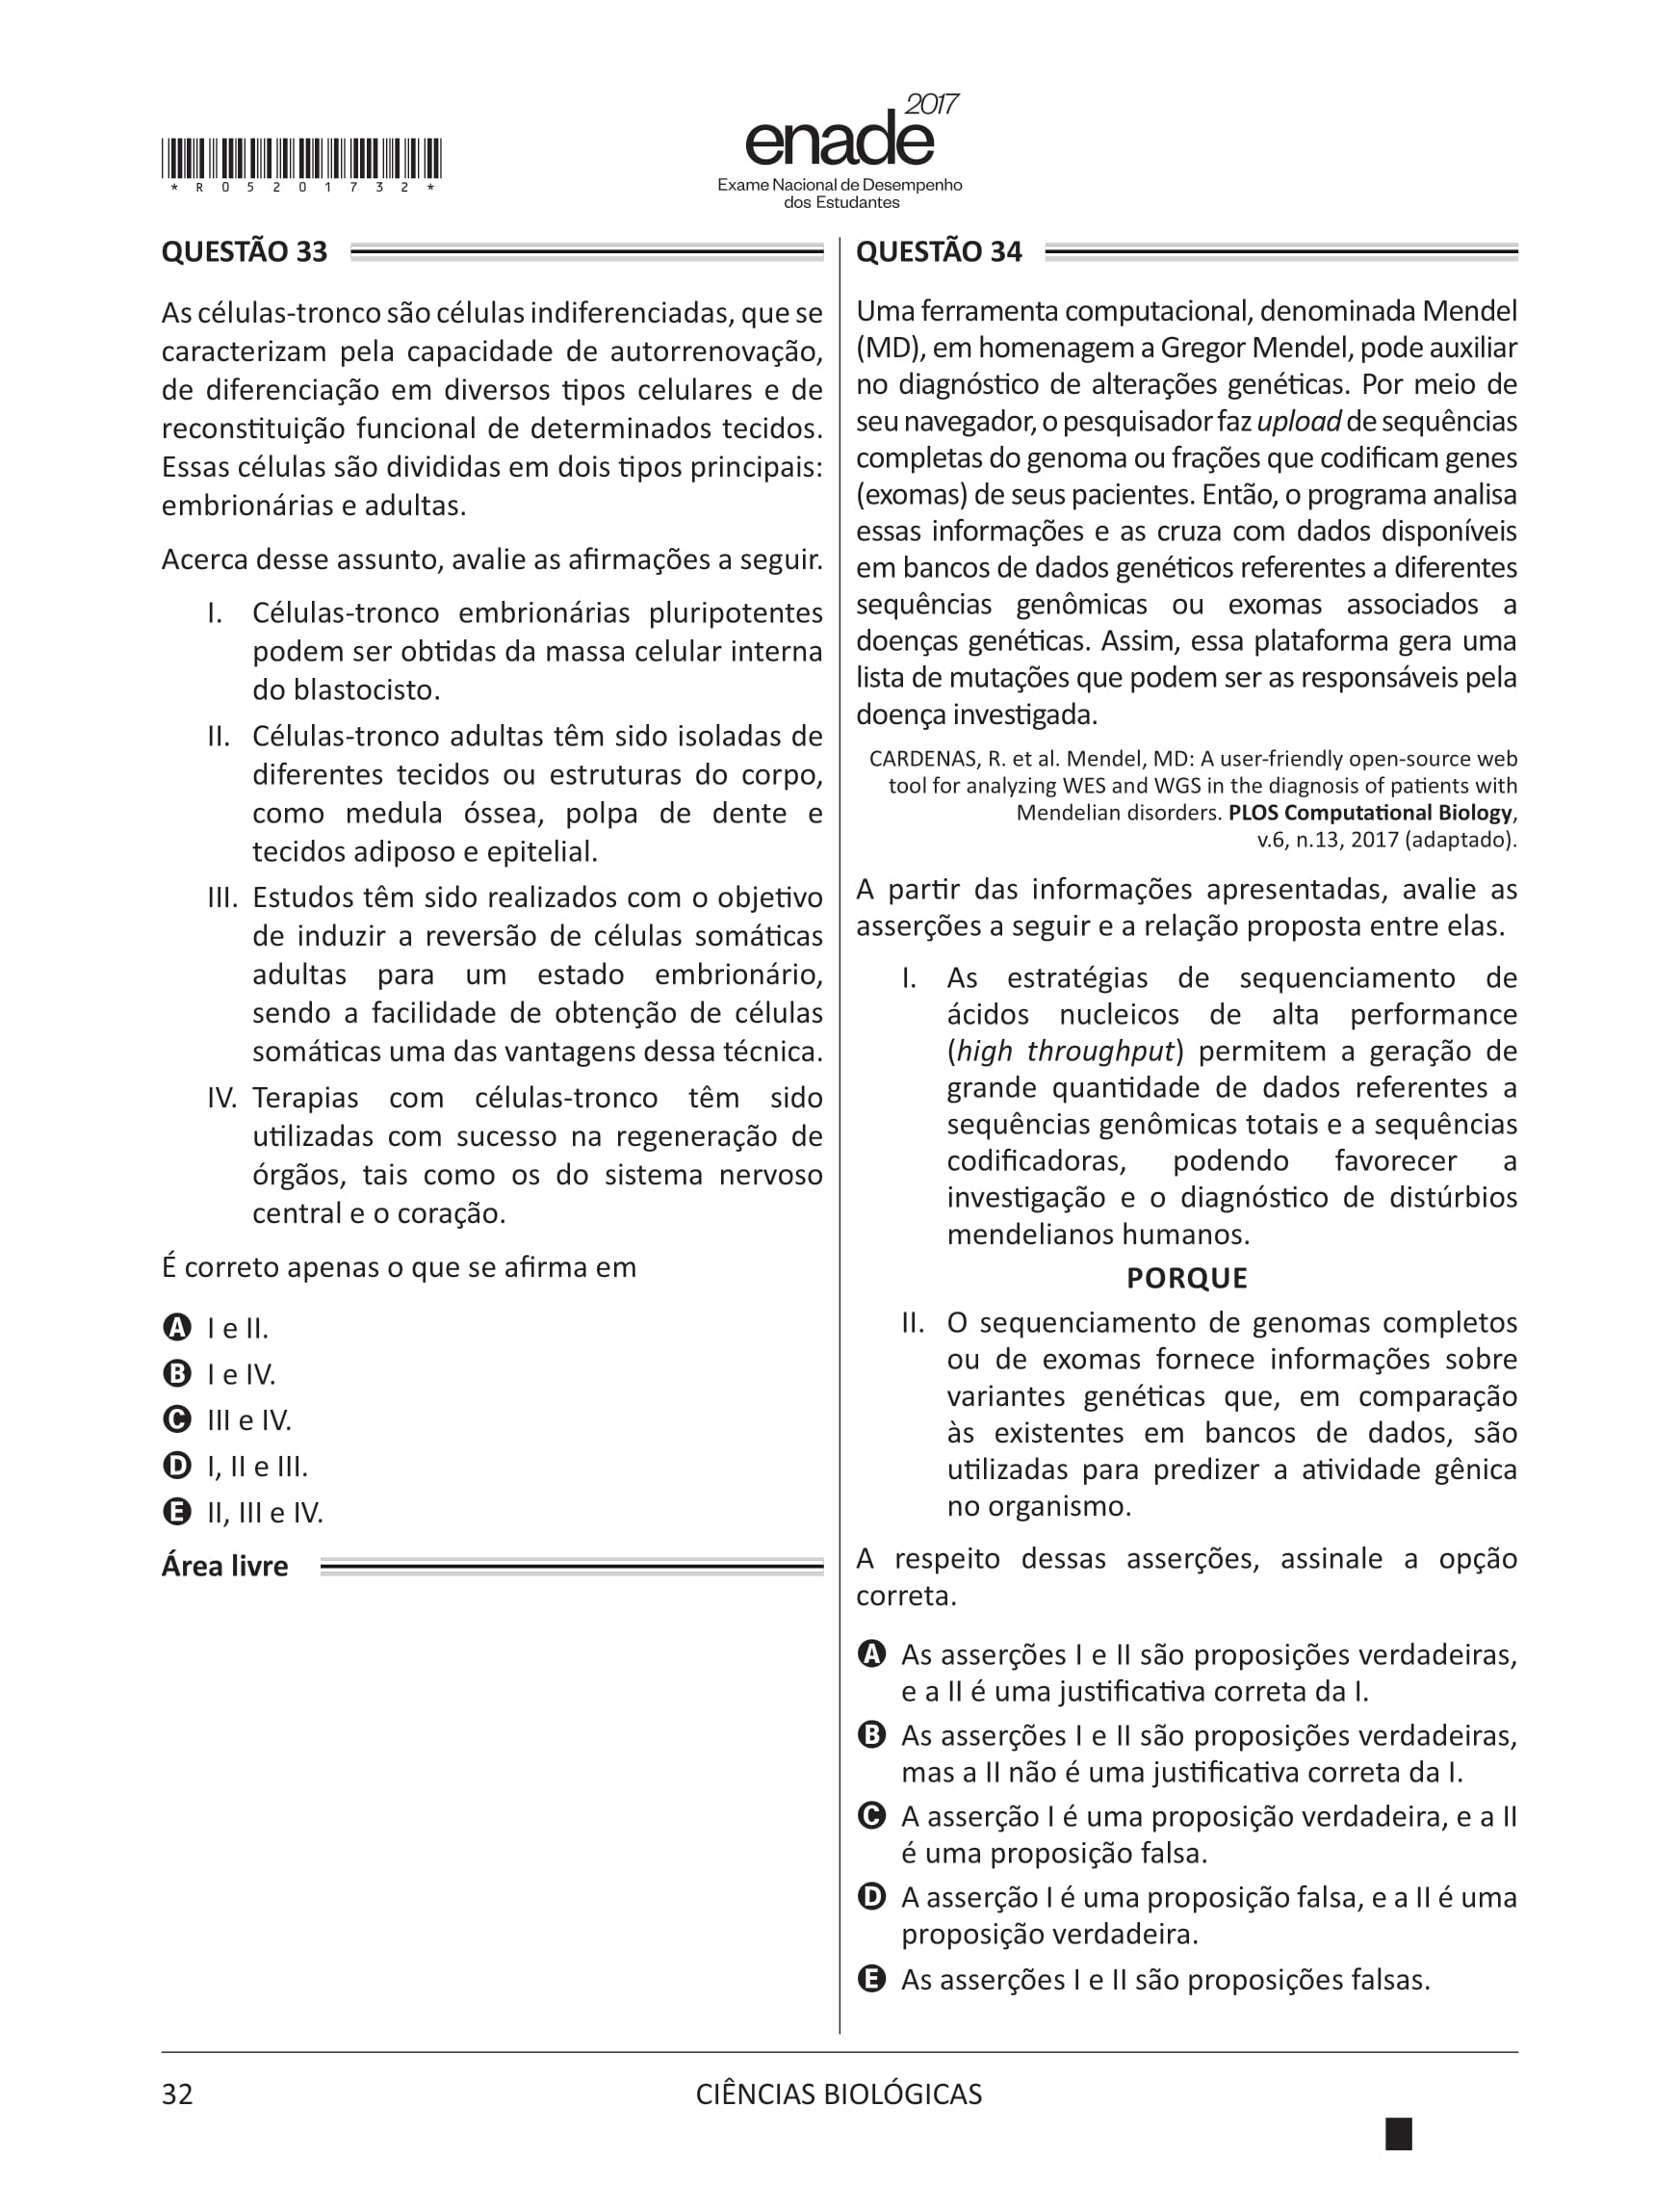 *R05201732*
enade 2017
Exame Nacional de Desempenho
dos Estudantes
QUESTÃO 33
As células-tronco são células indiferenciadas, que se
caracterizam pela capacidade de autorrenovação,
de diferenciação em diversos tipos celulares e de
reconstituição funcional de determinados tecidos.
Essas células são divididas em dois tipos principais:
embrionárias e adultas.
Acerca desse assunto, avalie as afirmações a seguir.
I. Células-tronco embrionárias pluripotentes
podem ser obtidas da massa celular interna
do blastocisto.
II. Células-tronco adultas têm sido isoladas de
diferentes tecidos ou estruturas do corpo,
como medula óssea, polpa de dente e
tecidos adiposo e epitelial.
III. Estudos têm sido realizados com o objetivo
de induzir a reversão de células somáticas
adultas para um estado embrionário,
sendo a facilidade de obtenção de células
somáticas uma das vantagens dessa técnica.
IV. Terapias com células-tronco têm sido
utilizadas com sucesso na regeneração de
órgãos, tais como os do sistema nervoso
central e o coração.
É correto apenas o que se afirma em
A I e II.
B I e IV.
C III e IV.
D I, II e III.
E II, III e IV.
Área livre
QUESTÃO 34
Uma ferramenta computacional, denominada Mendel
(MD), em homenagem a Gregor Mendel, pode auxiliar
no diagnóstico de alterações genéticas. Por meio de
seu navegador, o pesquisador faz upload de sequências
completas do genoma ou frações que codificam genes
(exomas) de seus pacientes. Então, o programa analisa
essas informações e as cruza com dados disponíveis
em bancos de dados genéticos referentes a diferentes
sequências genômicas ou exomas associados a
doenças genéticas. Assim, essa plataforma gera uma
lista de mutações que podem ser as responsáveis pela
doença investigada.
CARDENAS, R. et al. Mendel, MD: A user-friendly open-source web
tool for analyzing WES and WGS in the diagnosis of patients with
Mendelian disorders. PLOS Computational Biology,
v.6, n.13, 2017 (adaptado).
A partir das informações apresentadas, avalie as
asserções a seguir e a relação proposta entre elas.
I. As estratégias de sequenciamento de
ácidos nucleicos de alta performance
(high throughput) permitem a geração de
grande quantidade de dados referentes a
sequências genômicas totais e a sequências
codificadoras, podendo favorecer a
investigação e o diagnóstico de distúrbios
mendelianos humanos.
PORQUE
II. O sequenciamento de genomas completos
ou de exomas fornece informações sobre
variantes genéticas que, em comparação
às existentes em bancos de dados, são
utilizadas para predizer a atividade gênica
no organismo.
A respeito dessas asserções, assinale a opção
correta.
A As asserções I e II são proposições verdadeiras,
e a II é uma justificativa correta da I.
B As asserções I e II são proposições verdadeiras,
mas a II não é uma justificativa correta da I.
C A asserção I é uma proposição verdadeira, e a II
é uma proposição falsa.
D A asserção I é uma proposição falsa, e a II é uma
proposição verdadeira.
E As asserções I e II são proposições falsas.
32
CIÊNCIAS BIOLÓGICAS